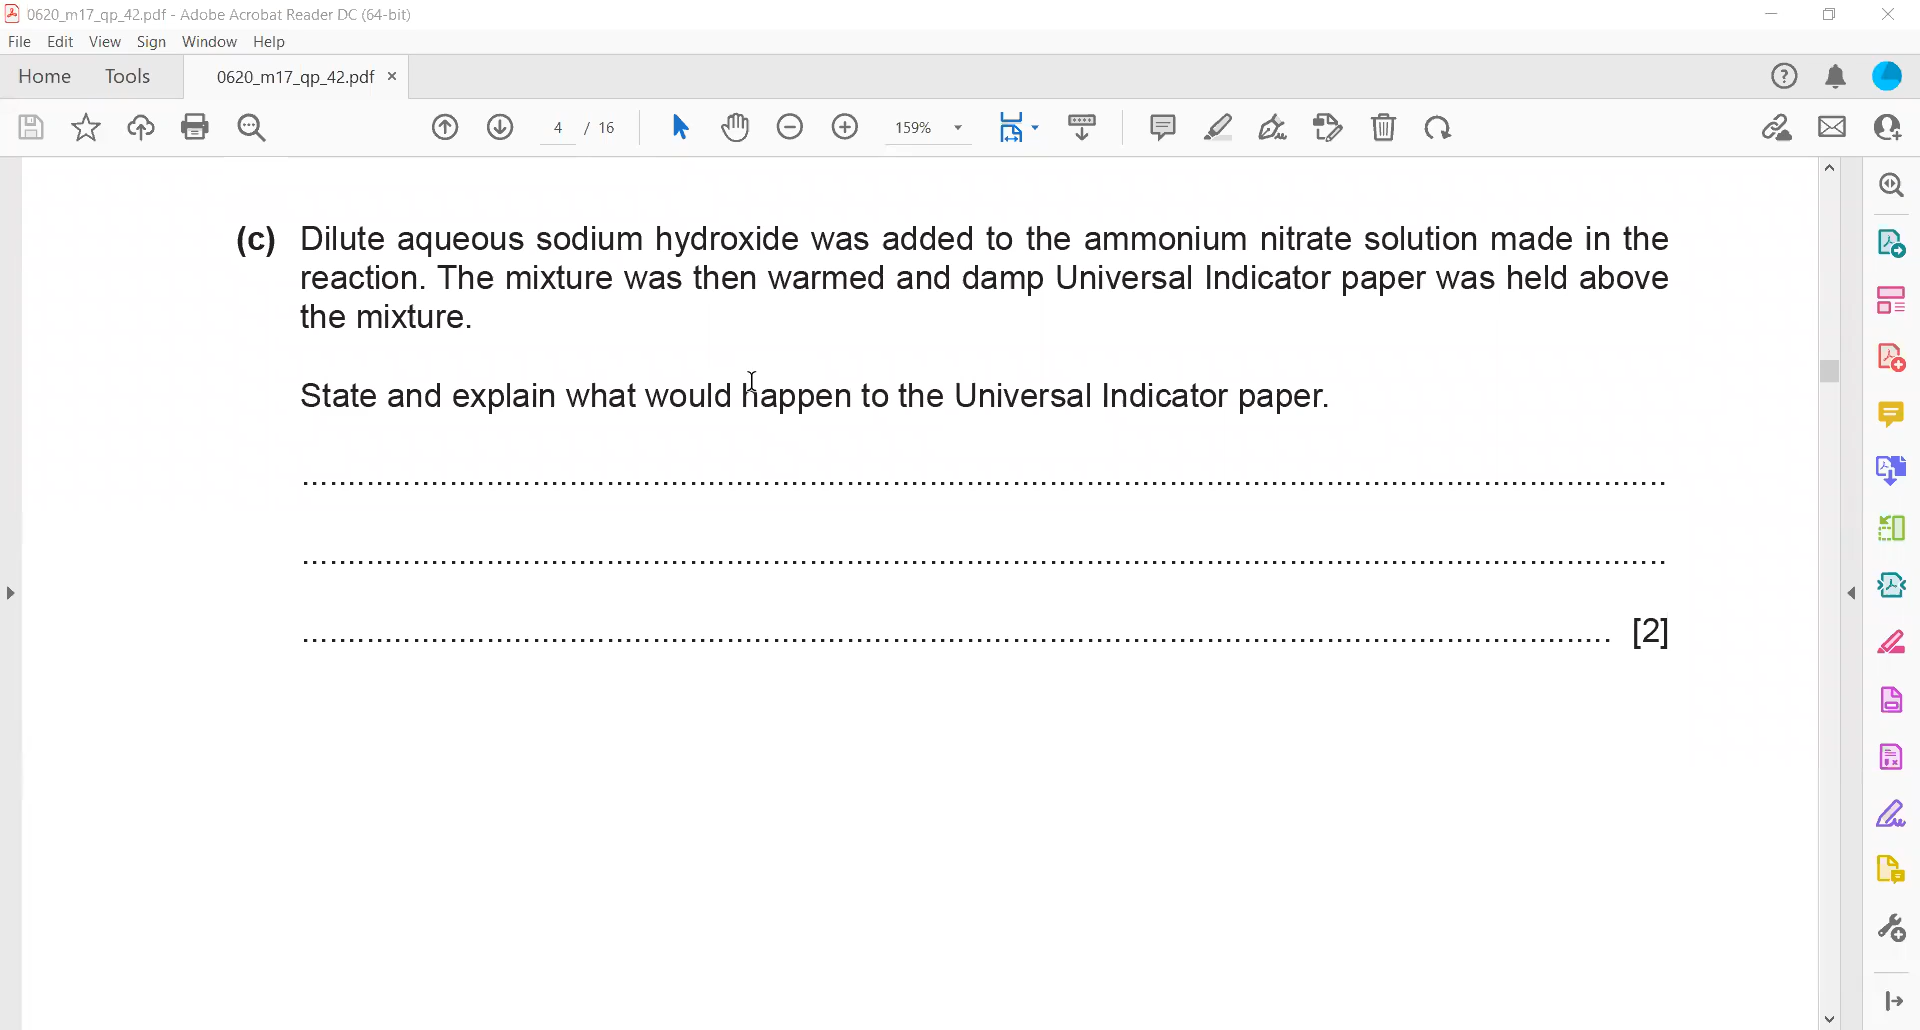 0620_m17_qp_42.pdf - Adobe Acrobat Reader DC (64-bit)
File Edit View Sign Window Help
Home Tools 0620_m17_qp_42.pdf ×
4 / 16 159%
(c) Dilute aqueous sodium hydroxide was added to the ammonium nitrate solution made in the
reaction. The mixture was then warmed and damp Universal Indicator paper was held above
the mixture.
State and explain what would happen to the Universal Indicator paper.
[2]